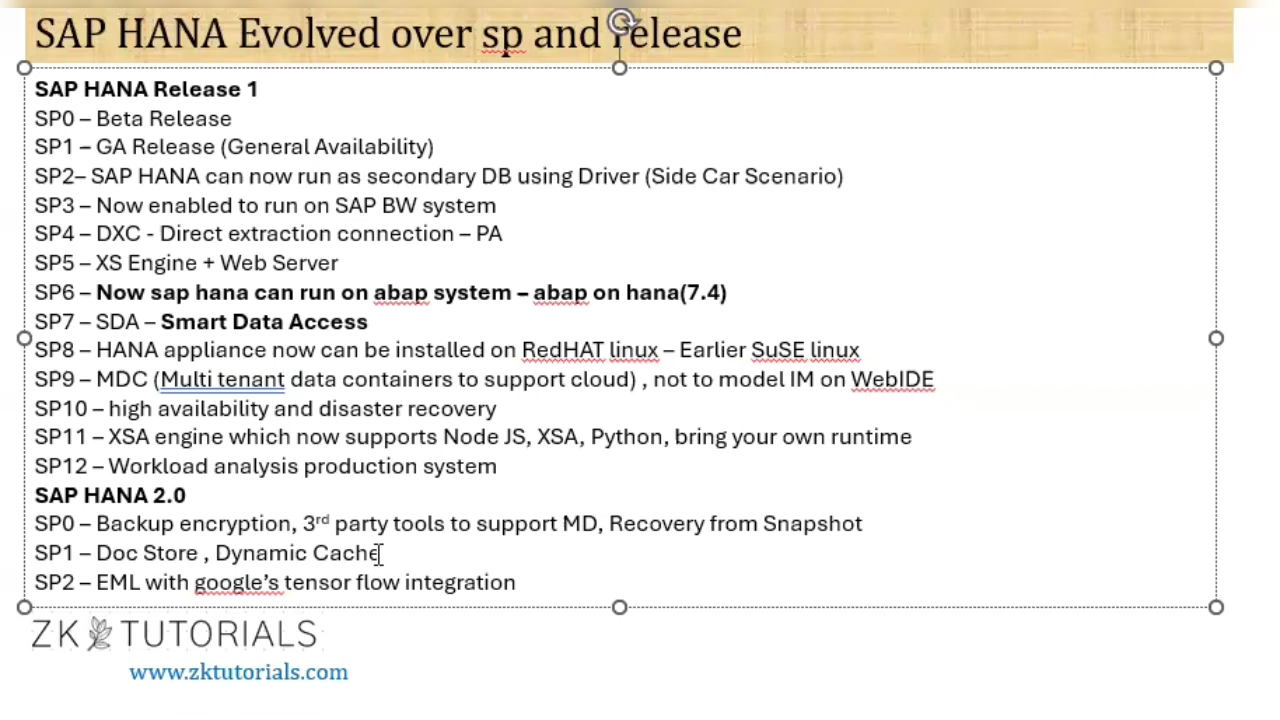 SAP HANA Evolved over sp and release
SAP HANA Release 1
SP0 – Beta Release
SP1 – GA Release (General Availability)
SP2– SAP HANA can now run as secondary DB using Driver (Side Car Scenario)
SP3 – Now enabled to run on SAP BW system
SP4 – DXC - Direct extraction connection – PA
SP5 – XS Engine + Web Server
SP6 – Now sap hana can run on abap system – abap on hana(7.4)
SP7 – SDA – Smart Data Access
SP8 – HANA appliance now can be installed on RedHAT linux – Earlier SuSE linux
SP9 – MDC (Multi tenant data containers to support cloud) , not to model IM on WebIDE
SP10 – high availability and disaster recovery
SP11 – XSA engine which now supports Node JS, XSA, Python, bring your own runtime
SP12 – Workload analysis production system
SAP HANA 2.0
SP0 – Backup encryption, 3rd party tools to support MD, Recovery from Snapshot
SP1 – Doc Store , Dynamic Cache
SP2 – EML with google’s tensor flow integration
ZK TUTORIALS
www.zktutorials.com